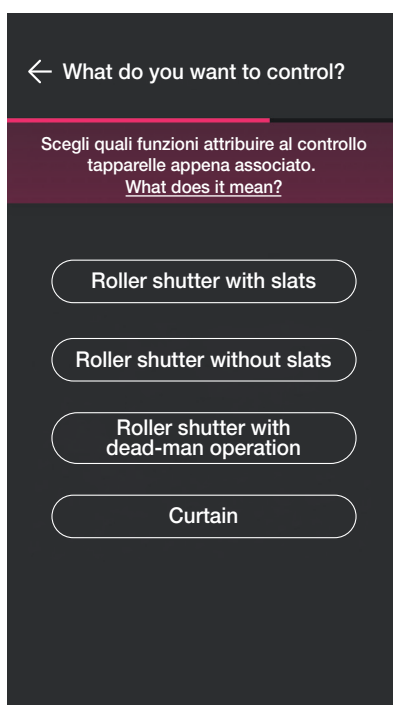 What do you want to control?
Scegli quali funzioni attribuire al controllo
tapparelle appena associato.
What does it mean?
Roller shutter with slats
Roller shutter without slats
Roller shutter with
dead-man operation
Curtain